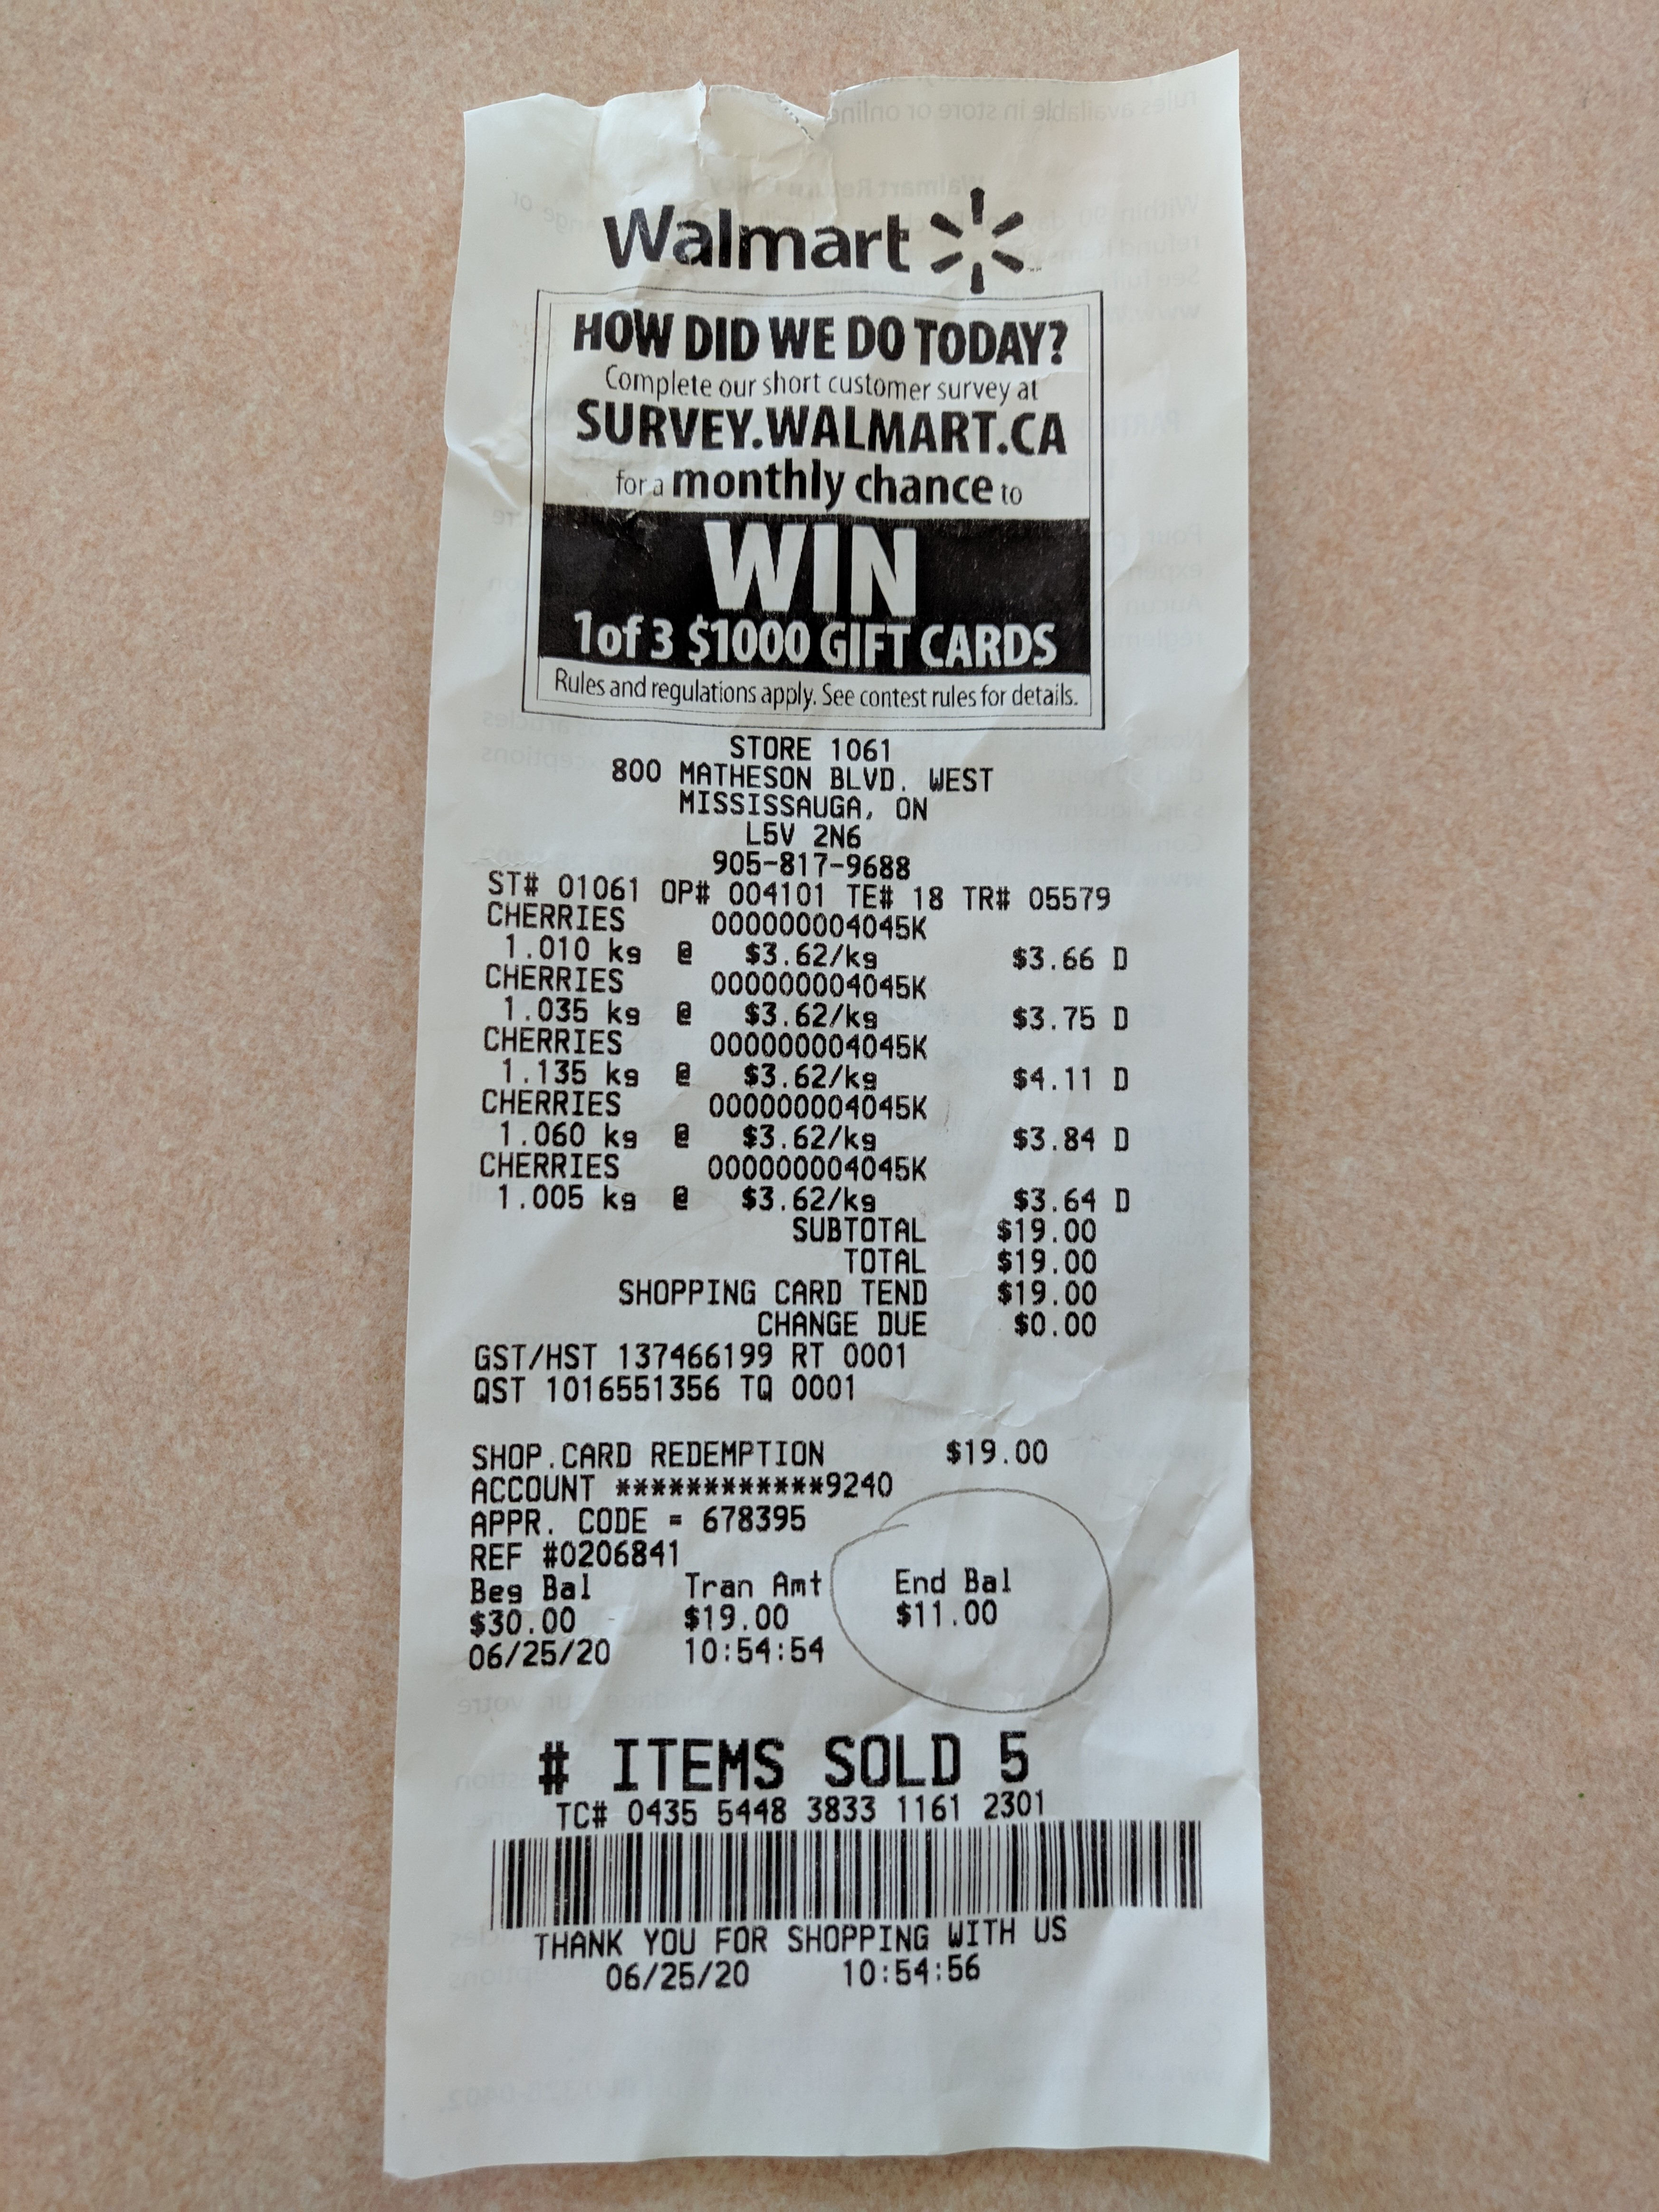 Walmart
HOW DID WE DO TODAY?
Complete our short customer survey at
SURVEY.WALMART.CA
for a monthly chance to
WIN
1 of 3 $1000 GIFT CARDS
Rules and regulations apply. See contest rules for details.
STORE 1061
800 MATHESON BLVD. WEST
MISSISSAUGA, ON
L5V 2N6
905-817-9688
ST# 01061 OP# 004101 TE# 18 TR# 05579
CHERRIES 000000004045K
1.010 kg @ $3.62/kg $3.66 D
CHERRIES 000000004045K
1.035 kg @ $3.62/kg $3.75 D
CHERRIES 000000004045K
1.135 kg @ $3.62/kg $4.11 D
CHERRIES 000000004045K
1.060 kg @ $3.62/kg $3.84 D
CHERRIES 000000004045K
1.005 kg @ $3.62/kg $3.64 D
SUBTOTAL $19.00
TOTAL $19.00
SHOPPING CARD TEND $19.00
CHANGE DUE $0.00
GST/HST 137466199 RT 0001
QST 1016551356 TQ 0001
SHOP.CARD REDEMPTION $19.00
ACCOUNT ************9240
APPR. CODE = 678395
REF #0206841
Beg Bal Tran Amt End Bal
$30.00 $19.00 $11.00
06/25/20 10:54:54
# ITEMS SOLD 5
TC# 0435 5448 3833 1161 2301
THANK YOU FOR SHOPPING WITH US
06/25/20 10:54:56